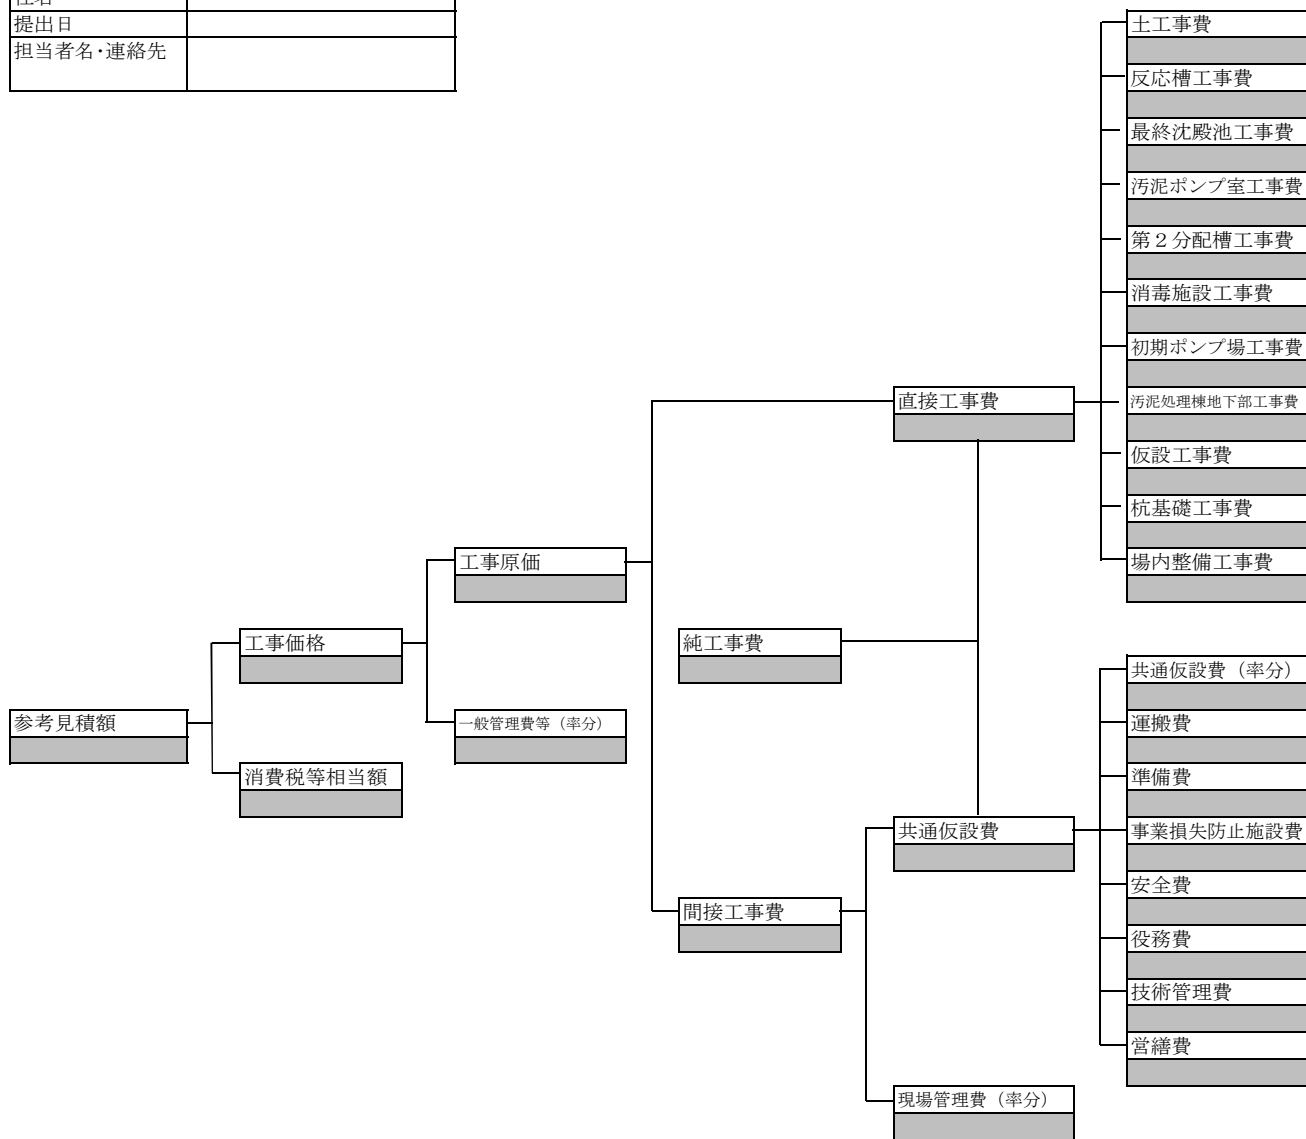 提出日
担当者名・連絡先
土工事費
反応槽工事費
最終沈殿池工事費
汚泥ポンプ室工事費
第２分配槽工事費
消毒施設工事費
初期ポンプ場工事費
直接工事費
汚泥処理棟地下部工事費
仮設工事費
杭基礎工事費
工事原価
場内整備工事費
工事価格
純工事費
共通仮設費（率分）
参考見積額
一般管理費等（率分）
運搬費
消費税等相当額
準備費
共通仮設費
事業損失防止施設費
安全費
間接工事費
役務費
技術管理費
営繕費
現場管理費（率分）